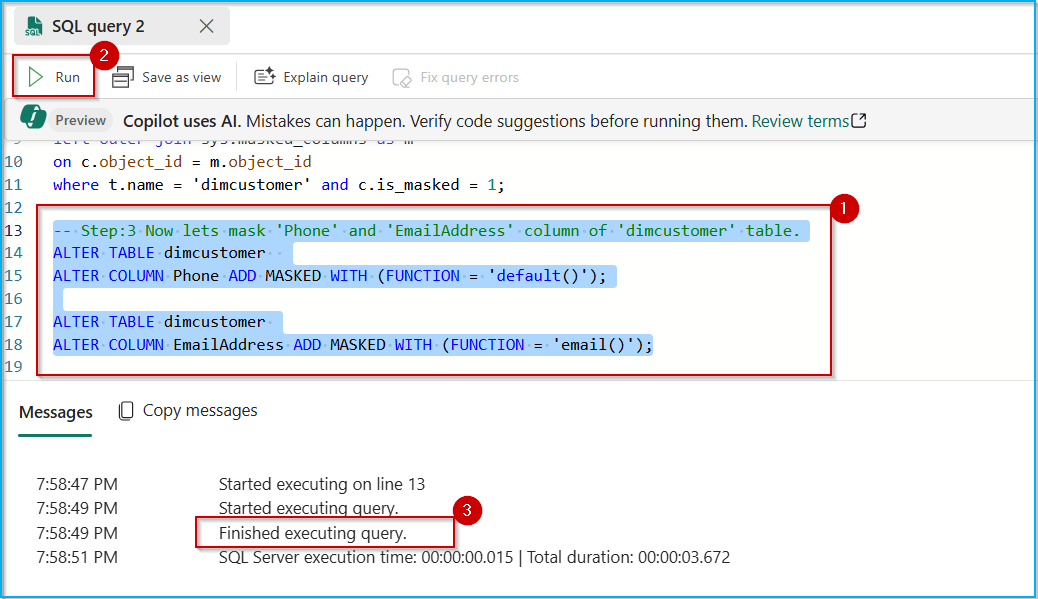 SQL query 2
2
Run
Save as view
Explain query
Fix query errors
Preview
Copilot uses AI. Mistakes can happen. Verify code suggestions before running them. Review terms
9 left outer join sys.masked_columns as m
10 on c.object_id = m.object_id
11 where t.name = 'dimcustomer' and c.is_masked = 1;
12
1
13 -- Step:3 Now lets mask 'Phone' and 'EmailAddress' column of 'dimcustomer' table.
14 ALTER TABLE dimcustomer
15 ALTER COLUMN Phone ADD MASKED WITH (FUNCTION = 'default()');
16
17 ALTER TABLE dimcustomer
18 ALTER COLUMN EmailAddress ADD MASKED WITH (FUNCTION = 'email()');
19
Messages
Copy messages
7:58:47 PM Started executing on line 13
7:58:49 PM Started executing query.
3
7:58:49 PM Finished executing query.
7:58:51 PM SQL Server execution time: 00:00:00.015 | Total duration: 00:00:03.672